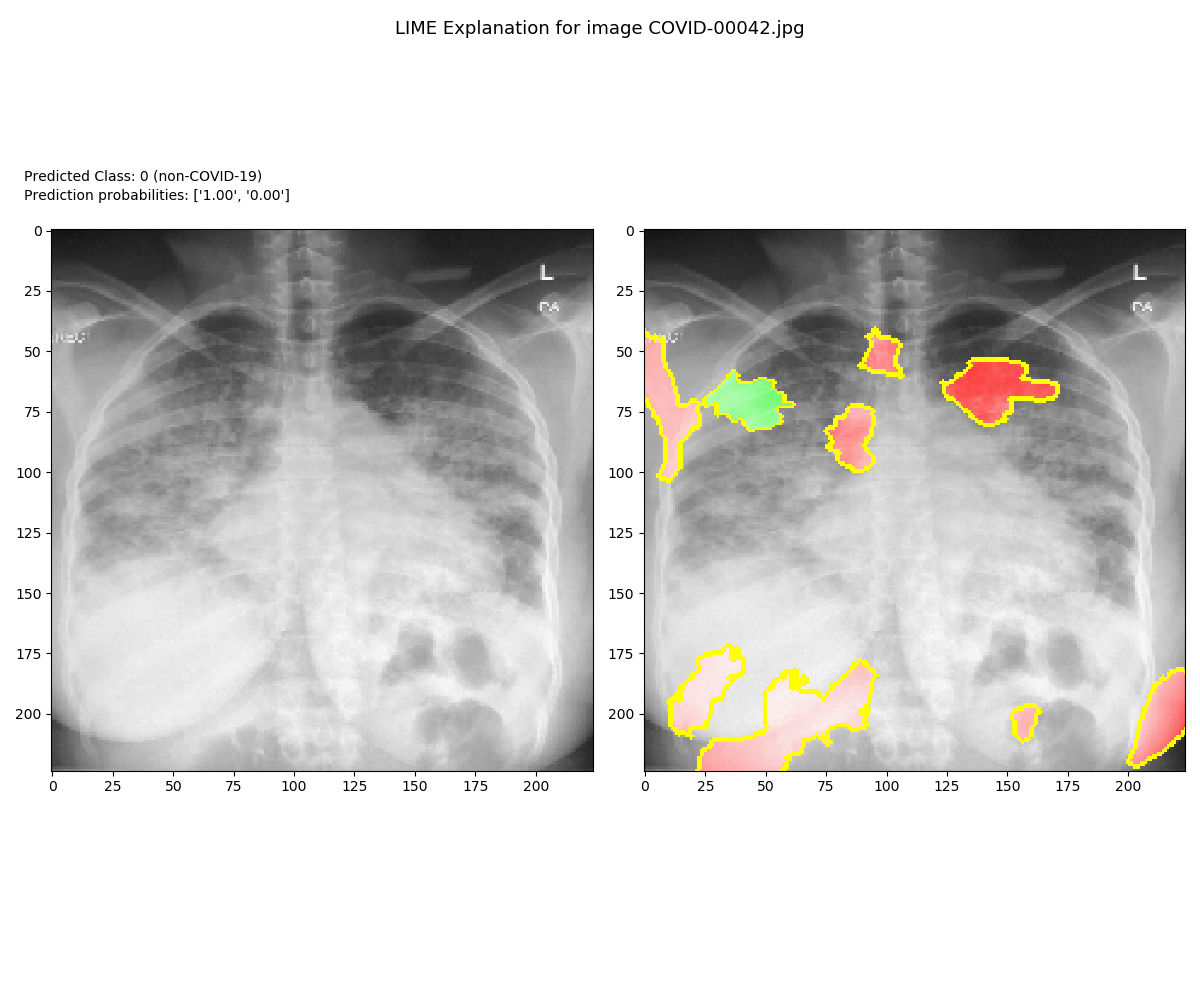 LIME Explanation for image COVID-00042.jpg
Predicted Class: 0 (non-COVID-19)
Prediction probabilities: ['1.00', '0.00']
0
25
50
75
100
125
150
175
200
0 25 50 75 100 125 150 175 200
L
PA
0
25
50
75
100
125
150
175
200
0 25 50 75 100 125 150 175 200
L
PA